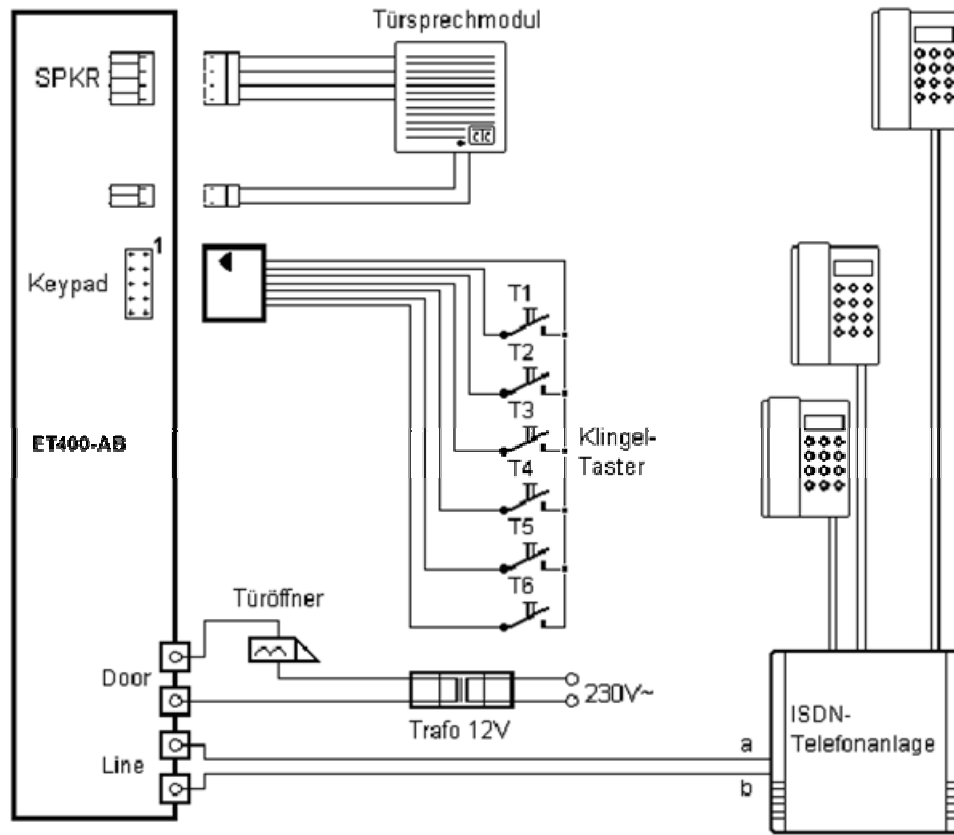 Türsprechmodul
SPKR
CTC
1
Keypad
T1
T2
T3
T4
T5
T6
Klingel-
Taster
ET400-AB
Türöffner
Door
230V~
Trafo 12V
Line
a
b
ISDN-
Telefonanlage